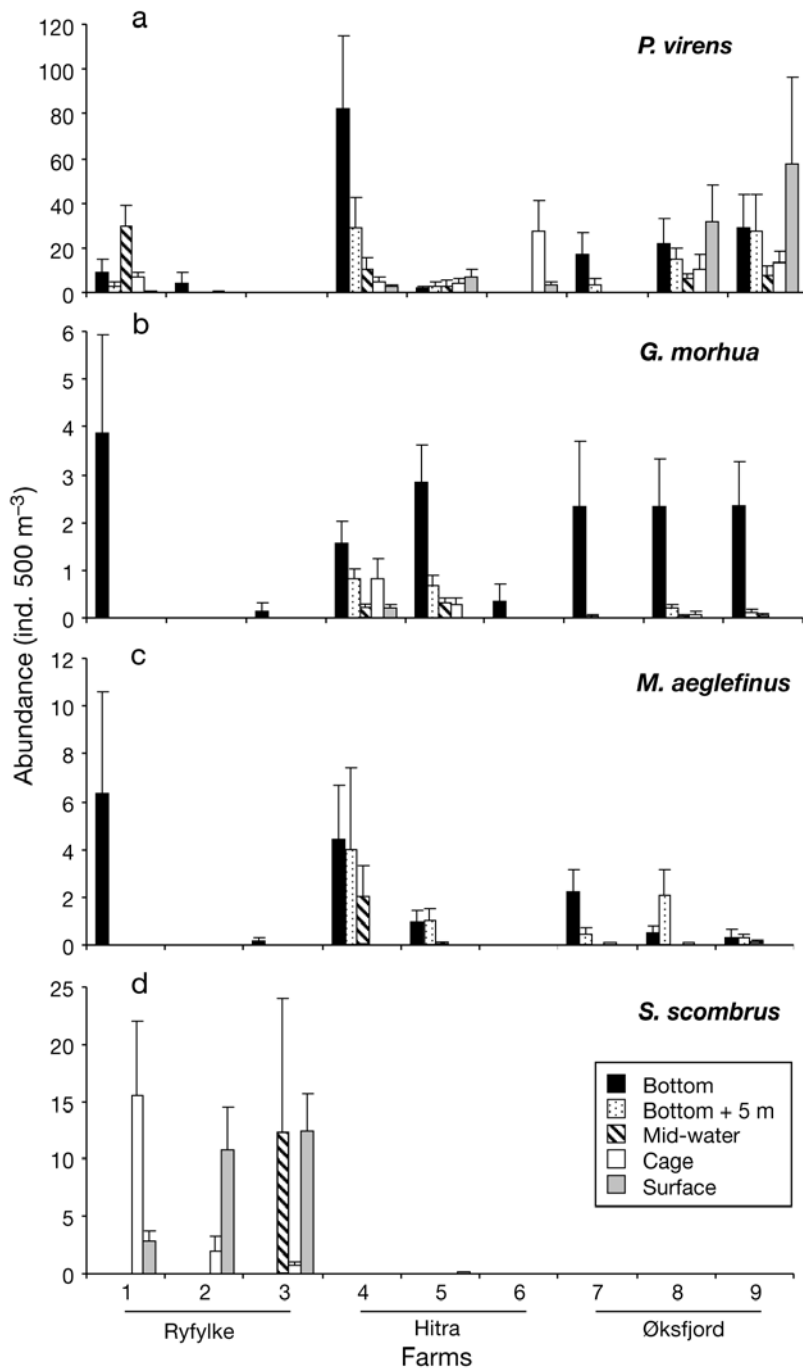 a
P. virens
120
100
80
60
40
20
0
b
G. morhua
6
5
4
3
2
1
0
Abundance (ind. 500 m⁻³)
c
M. aeglefinus
12
10
8
6
4
2
0
d
S. scombrus
25
20
15
10
5
0
Bottom
Bottom + 5 m
Mid-water
Cage
Surface
1 2 3 4 5 6 7 8 9
Ryfylke Hitra Øksfjord
Farms